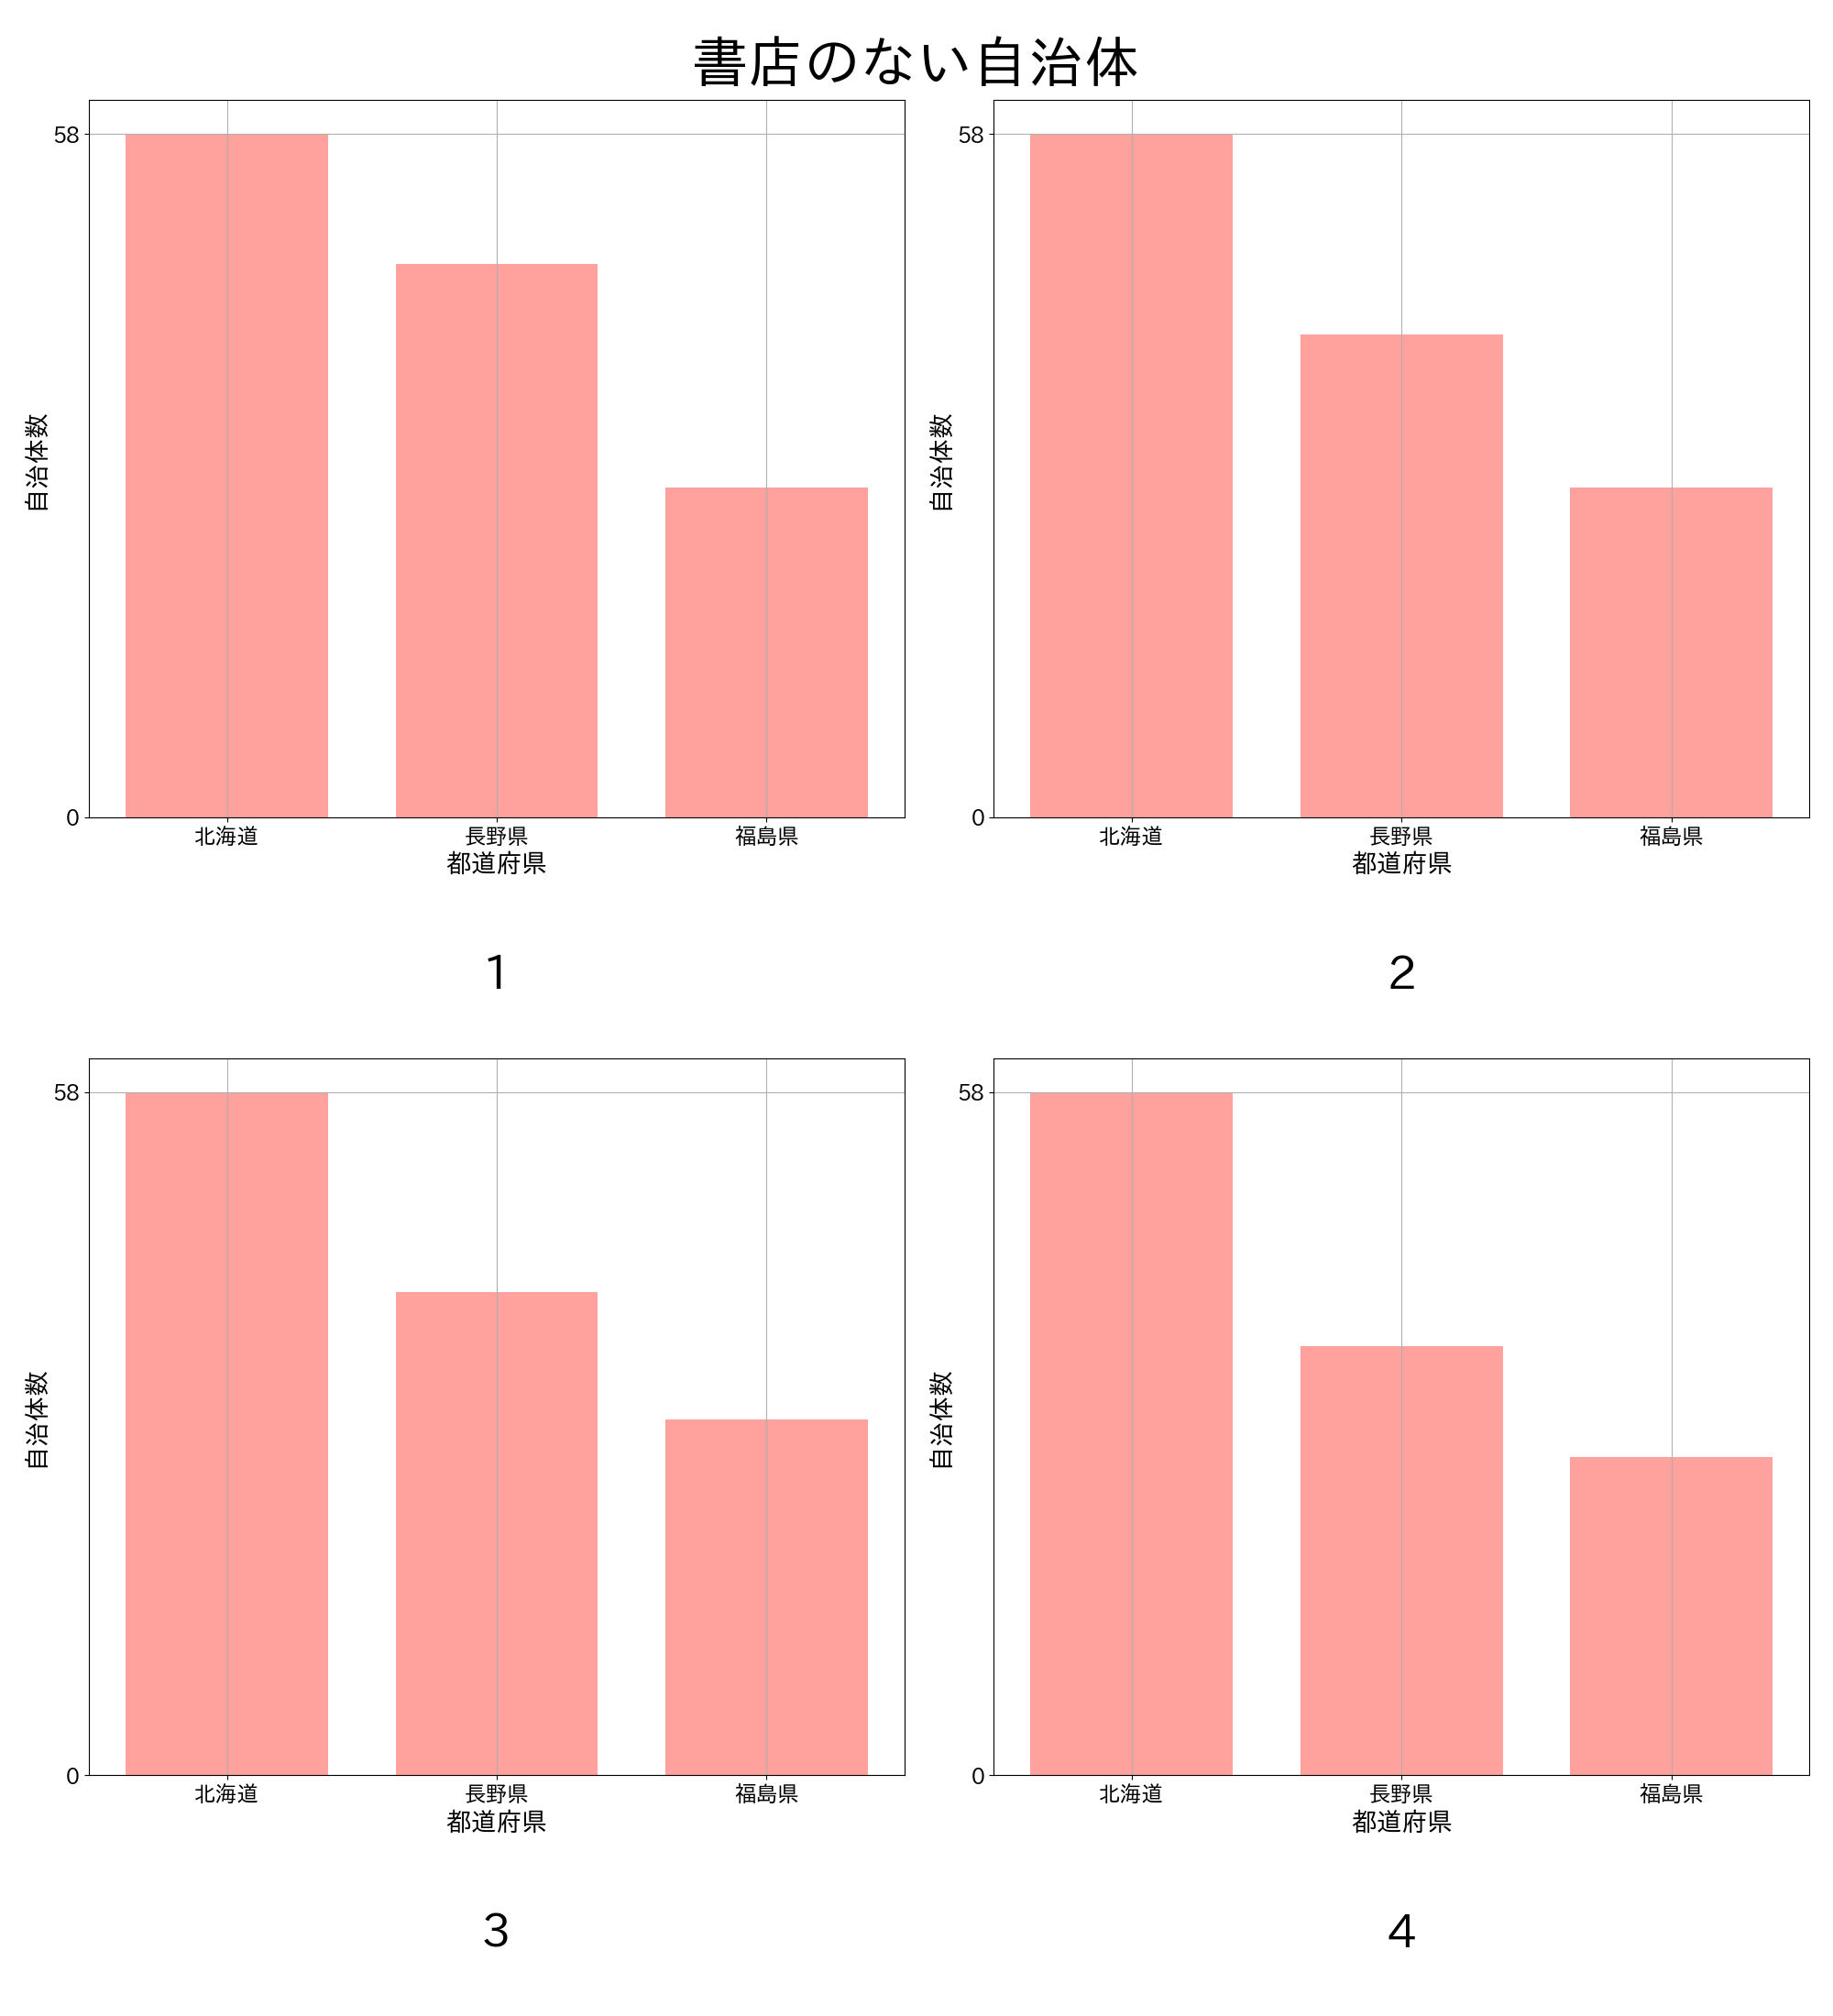 書店のない自治体
58
0
自治体数
北海道 長野県 福島県
都道府県
1
58
0
自治体数
北海道 長野県 福島県
都道府県
2
58
0
自治体数
北海道 長野県 福島県
都道府県
3
58
0
自治体数
北海道 長野県 福島県
都道府県
4